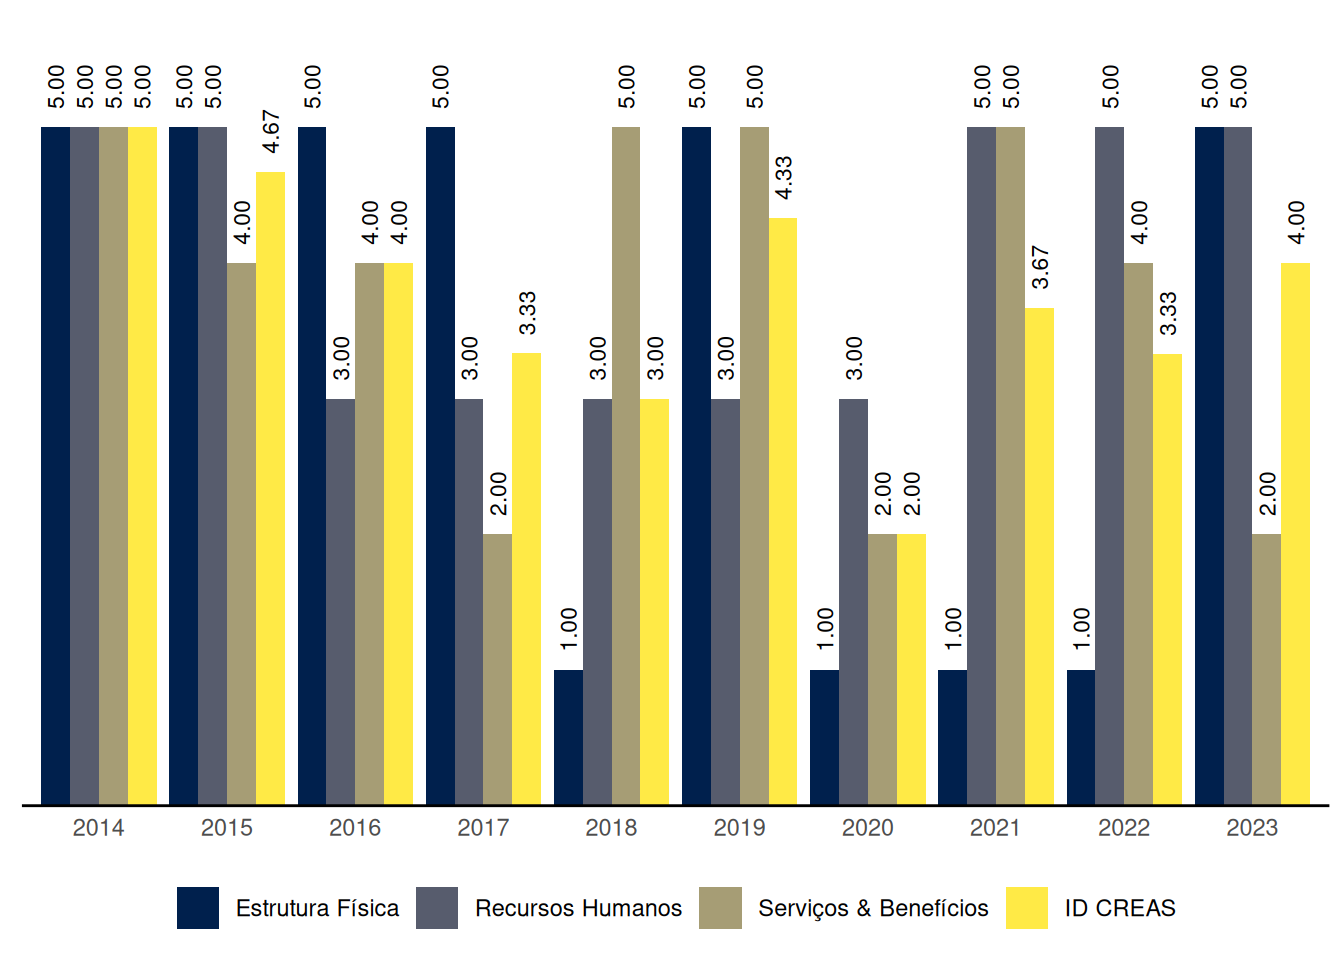 5.00 5.00 5.00 5.00 5.00 5.00 4.00 4.67 5.00 3.00 4.00 4.00 5.00 3.00 2.00 3.33 1.00 3.00 5.00 3.00 5.00 3.00 5.00 4.33 1.00 3.00 2.00 2.00 1.00 5.00 5.00 3.67 1.00 5.00 4.00 3.33 5.00 5.00 2.00 4.00
2014 2015 2016 2017 2018 2019 2020 2021 2022 2023
Estrutura Física Recursos Humanos Serviços & Benefícios ID CREAS